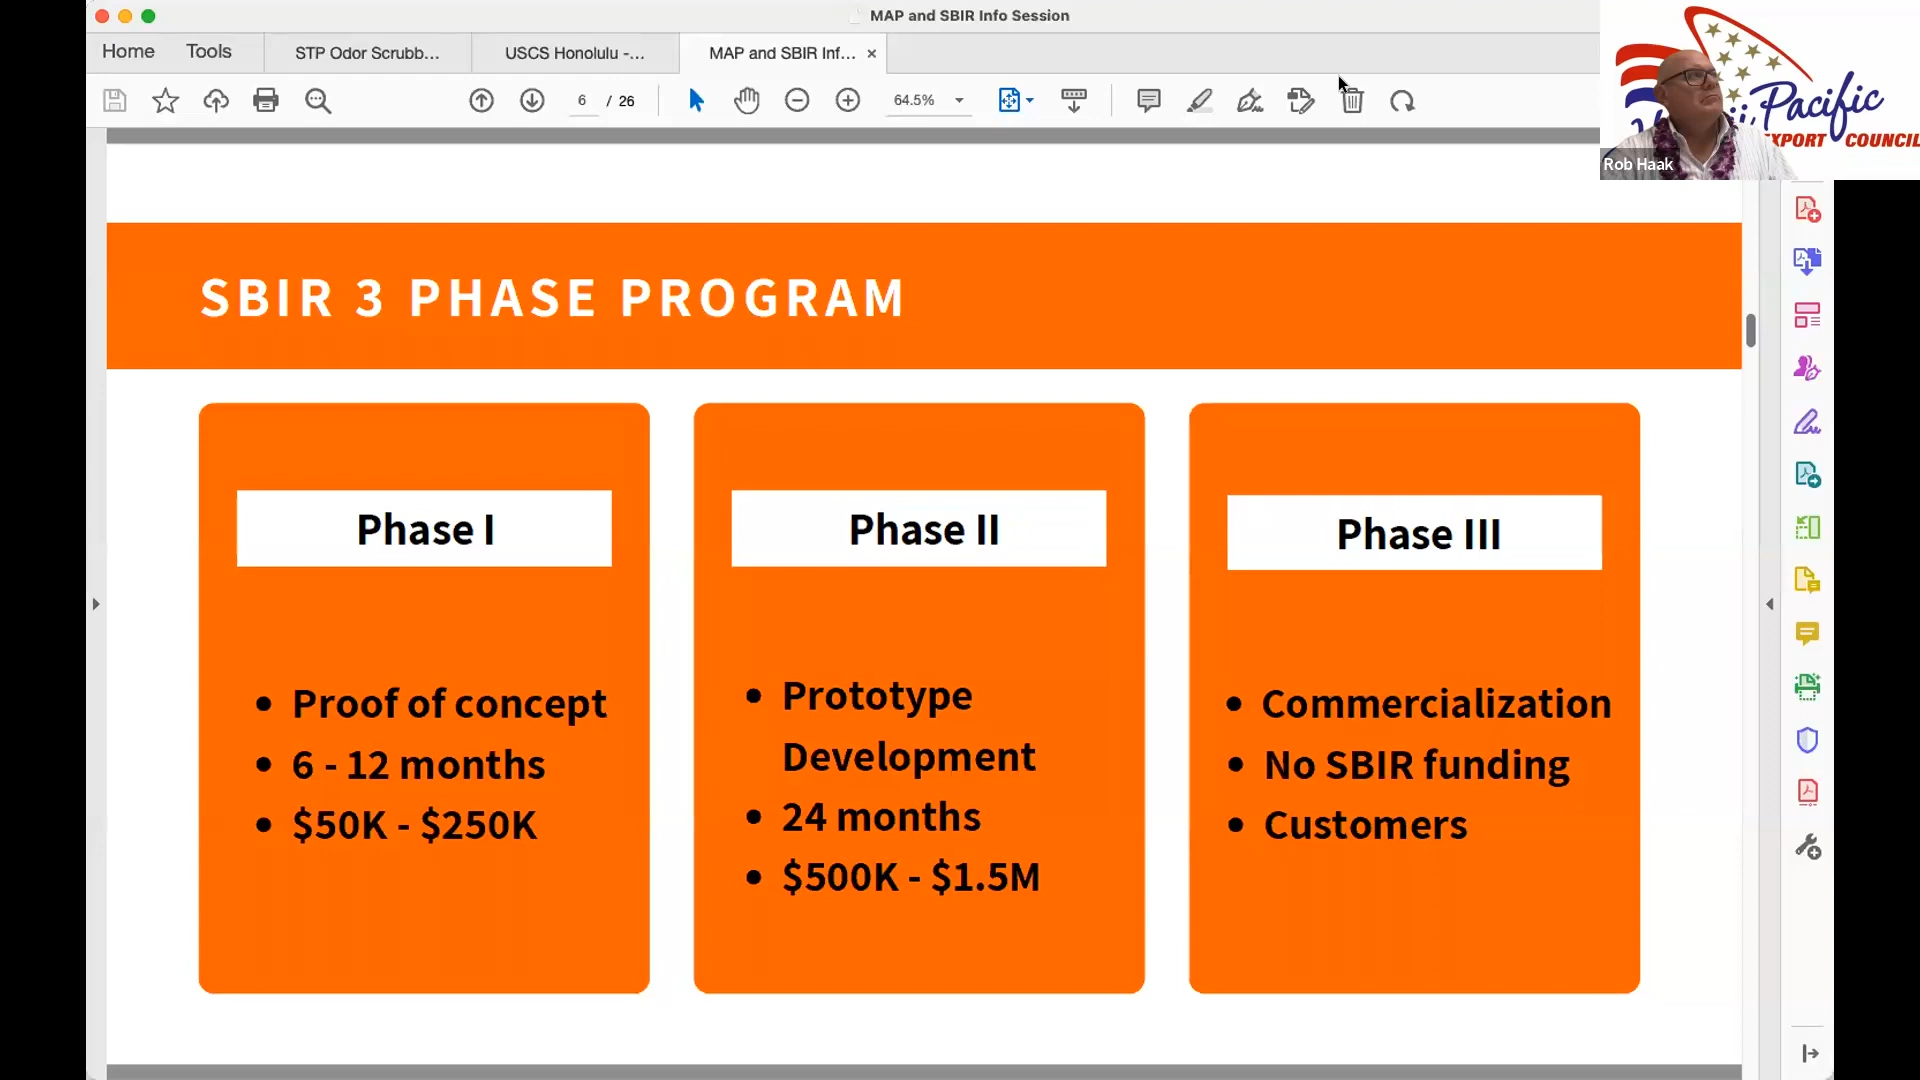 MAP and SBIR Info Session
Home
Tools
STP Odor Scrubb...
USCS Honolulu -...
MAP and SBIR Inf...
6 / 26
64.5%
Pacific
EXPORT COUNCIL
Rob Haak
SBIR 3 PHASE PROGRAM
Phase I
• Proof of concept
• 6 - 12 months
• $50K - $250K
Phase II
• Prototype
Development
• 24 months
• $500K - $1.5M
Phase III
• Commercialization
• No SBIR funding
• Customers